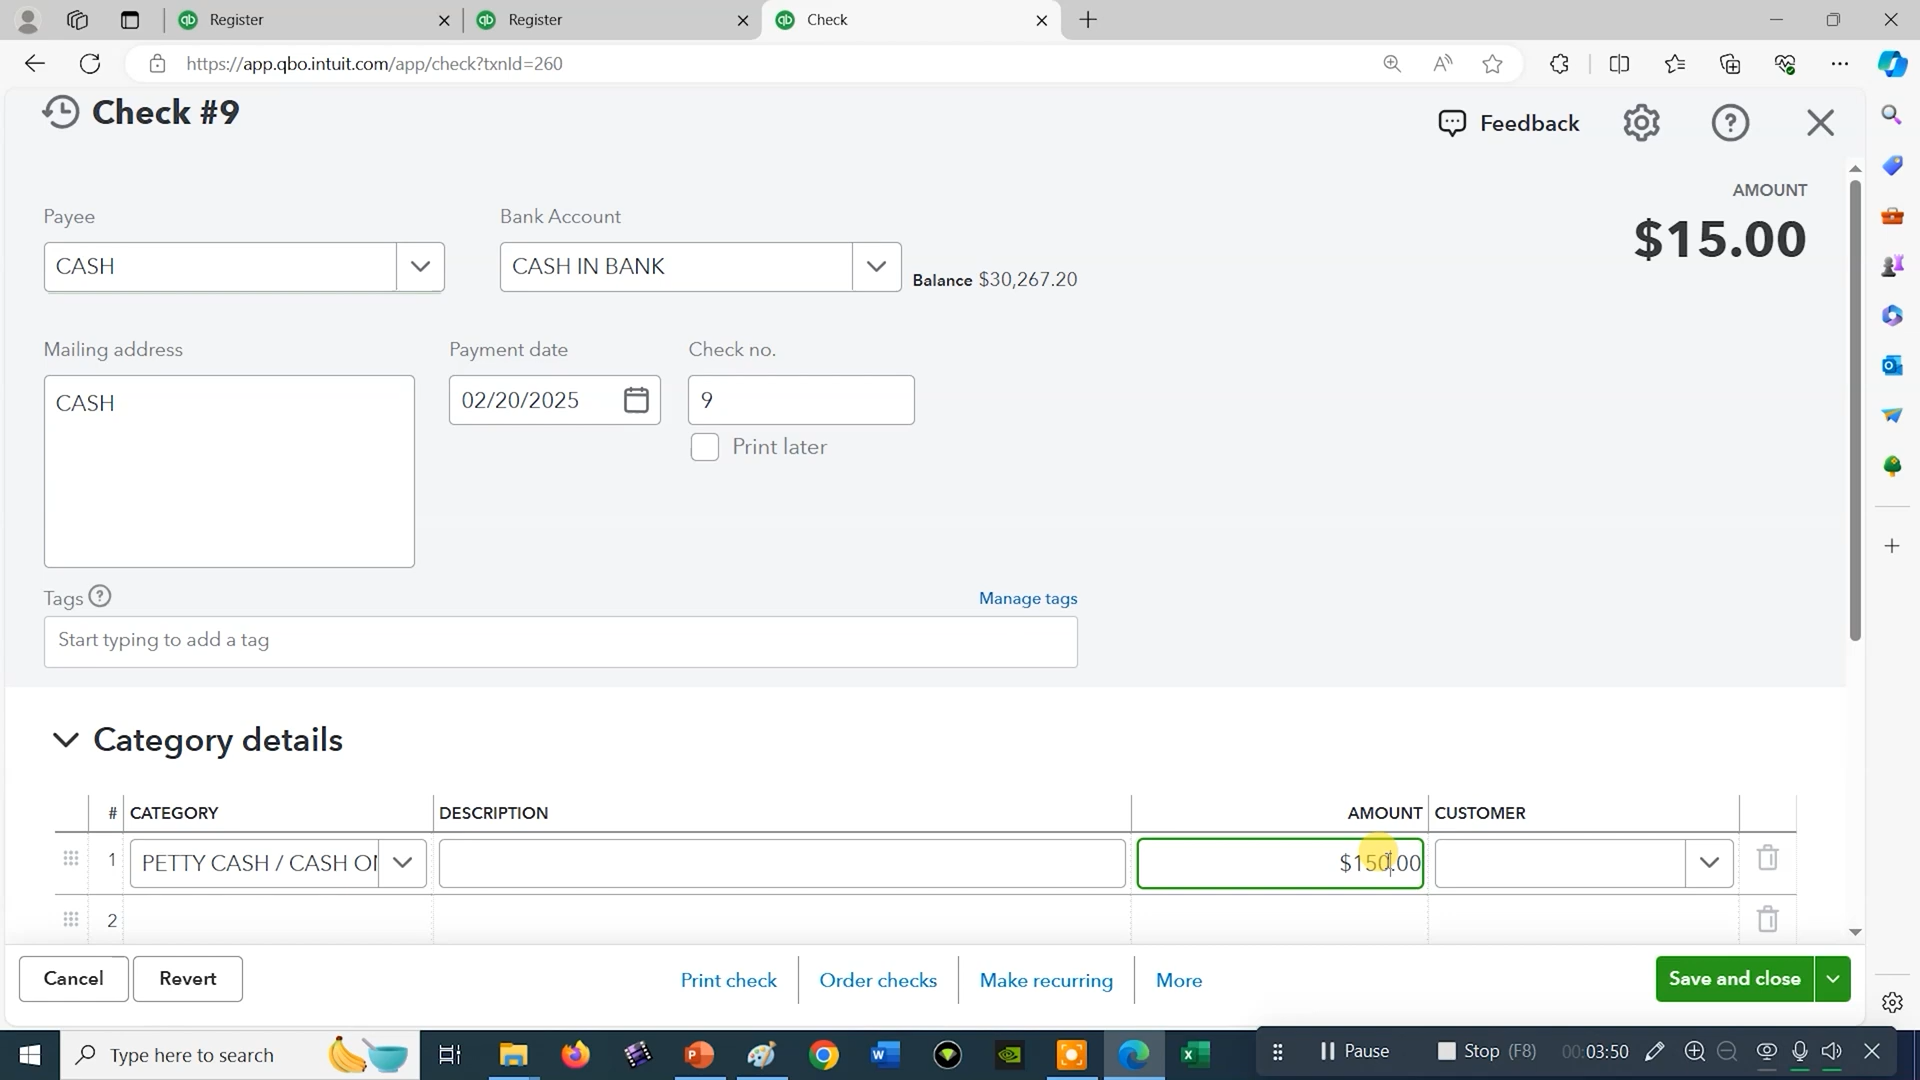 Register
Register
Check
https://app.qbo.intuit.com/app/check?txnId=260
Check #9
Feedback
AMOUNT
$15.00
Payee
Bank Account
CASH
CASH IN BANK
Balance $30,267.20
Mailing address
Payment date
Check no.
CASH
02/20/2025
9
Print later
Tags
Manage tags
Start typing to add a tag
Category details
# CATEGORY DESCRIPTION AMOUNT CUSTOMER
1 PETTY CASH / CASH O $150.00
2
Cancel
Revert
Print check
Order checks
Make recurring
More
Save and close
Type here to search
Pause
Stop (F8)
00:03:50